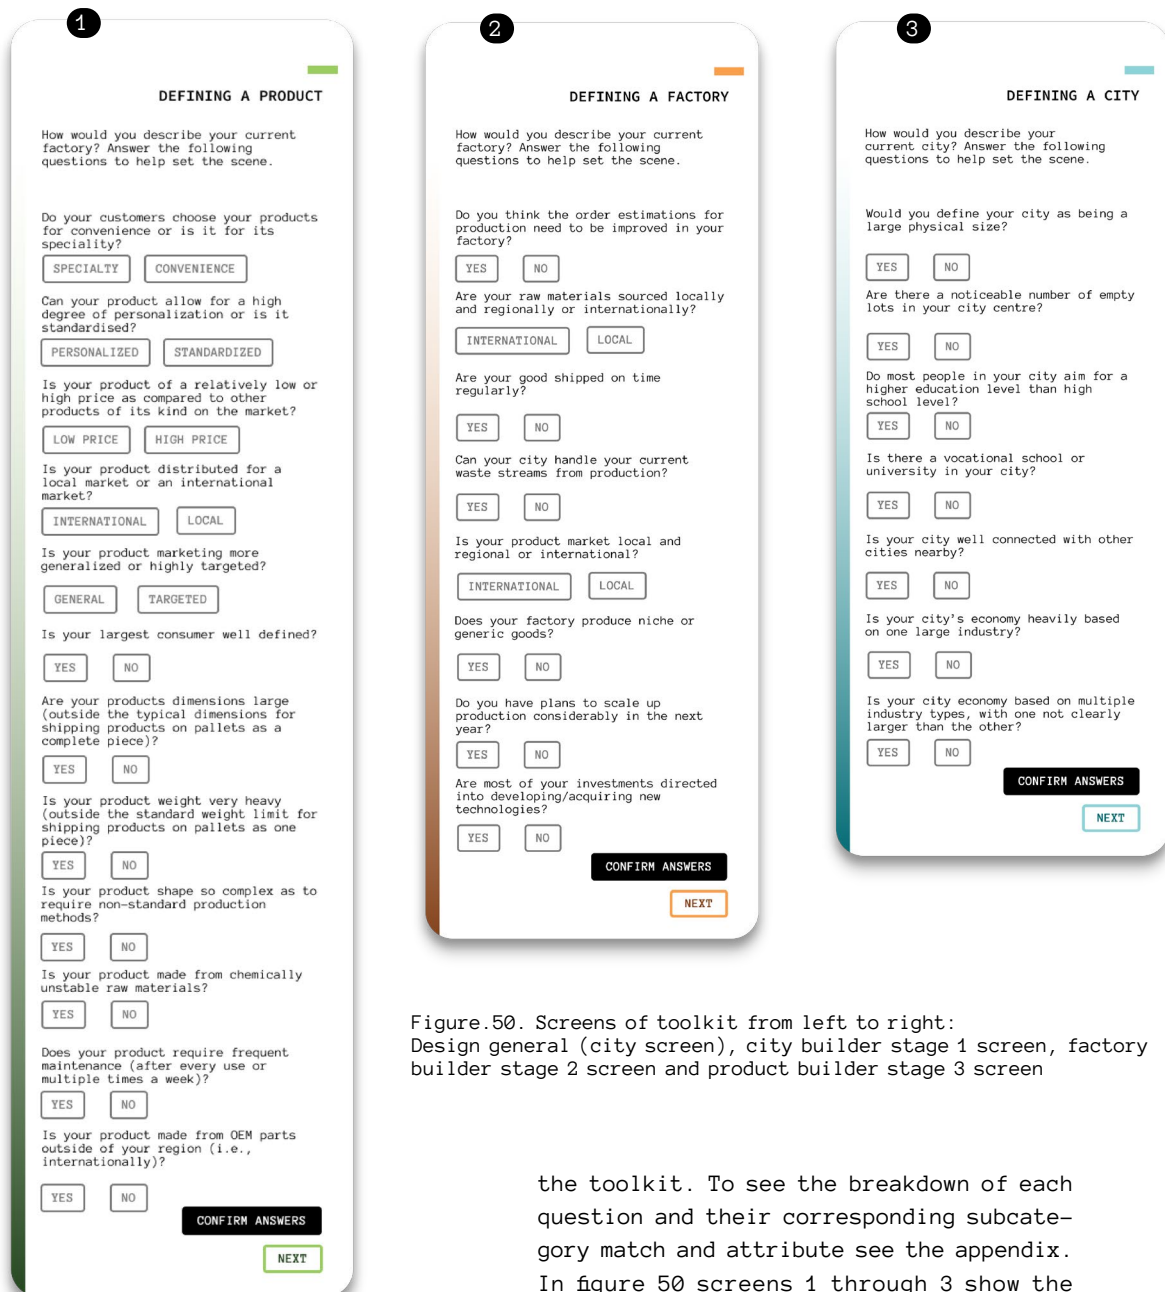 1
DEFINING A PRODUCT
How would you describe your current
factory? Answer the following
questions to help set the scene.
Do your customers choose your products
for convenience or is it for its
speciality?
SPECIALTY CONVENIENCE
Can your product allow for a high
degree of personalization or is it
standardised?
PERSONALIZED STANDARDIZED
Is your product of a relatively low or
high price as compared to other
products of its kind on the market?
LOW PRICE HIGH PRICE
Is your product distributed for a
local market or an international
market?
INTERNATIONAL LOCAL
Is your product marketing more
generalized or highly targeted?
GENERAL TARGETED
Is your largest consumer well defined?
YES NO
Are your products dimensions large
(outside the typical dimensions for
shipping products on pallets as a
complete piece)?
YES NO
Is your product weight very heavy
(outside the standard weight limit for
shipping products on pallets as one
piece)?
YES NO
Is your product shape so complex as to
require non-standard production
methods?
YES NO
Is your product made from chemically
unstable raw materials?
YES NO
Does your product require frequent
maintenance (after every use or
multiple times a week)?
YES NO
Is your product made from OEM parts
outside of your region (i.e.,
internationally)?
YES NO
CONFIRM ANSWERS
NEXT
2
DEFINING A FACTORY
How would you describe your current
factory? Answer the following
questions to help set the scene.
Do you think the order estimations for
production need to be improved in your
factory?
YES NO
Are your raw materials sourced locally
and regionally or internationally?
INTERNATIONAL LOCAL
Are your good shipped on time
regularly?
YES NO
Can your city handle your current
waste streams from production?
YES NO
Is your product market local and
regional or international?
INTERNATIONAL LOCAL
Does your factory produce niche or
generic goods?
YES NO
Do you have plans to scale up
production considerably in the next
year?
YES NO
Are most of your investments directed
into developing/acquiring new
technologies?
YES NO
CONFIRM ANSWERS
NEXT
3
DEFINING A CITY
How would you describe your
current city? Answer the following
questions to help set the scene.
Would you define your city as being a
large physical size?
YES NO
Are there a noticeable number of empty
lots in your city centre?
YES NO
Do most people in your city aim for a
higher education level than high
school level?
YES NO
Is there a vocational school or
university in your city?
YES NO
Is your city well connected with other
cities nearby?
YES NO
Is your city's economy heavily based
on one large industry?
YES NO
Is your city economy based on multiple
industry types, with one not clearly
larger than the other?
YES NO
CONFIRM ANSWERS
NEXT
Figure.50. Screens of toolkit from left to right:
Design general (city screen), city builder stage 1 screen, factory
builder stage 2 screen and product builder stage 3 screen
the toolkit. To see the breakdown of each
question and their corresponding subcate-
gory match and attribute see the appendix.
In figure 50 screens 1 through 3 show the